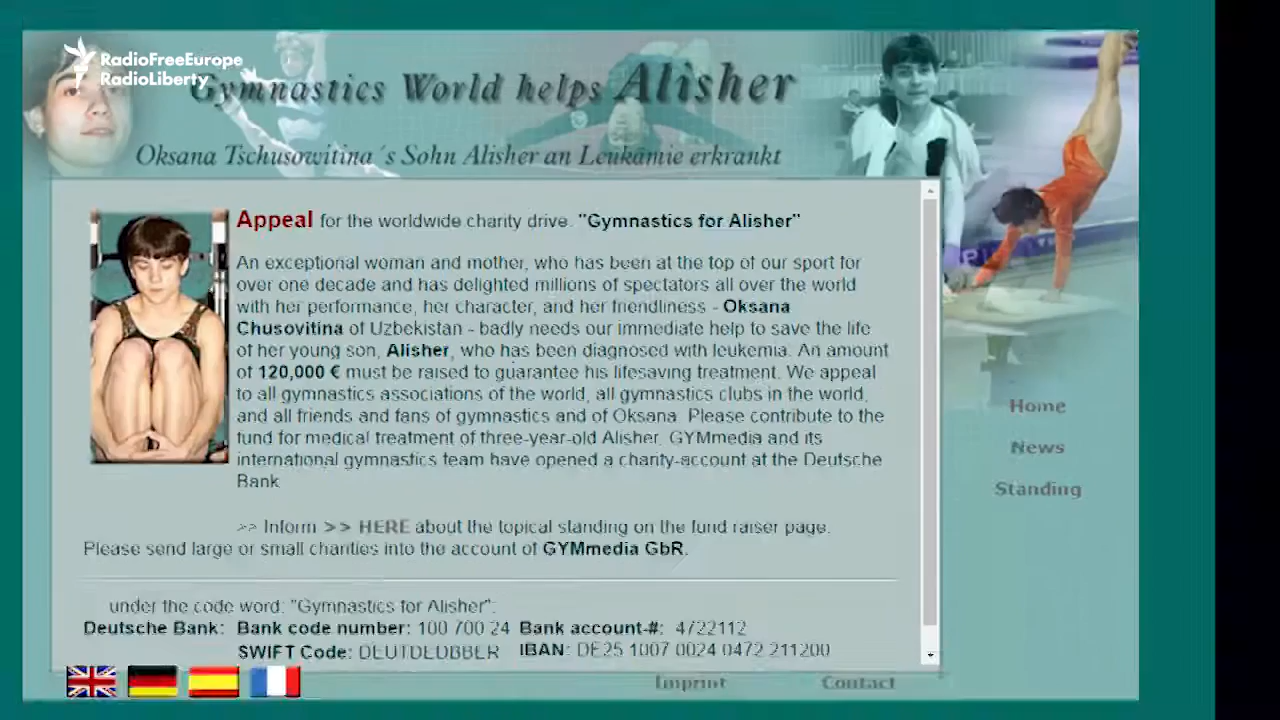 RadioFreeEurope
RadioLiberty
Gymnastics World helps Alisher
Oksana Tschusowitina´s Sohn Alisher an Leukämie erkrankt
Appeal for the worldwide charity drive. "Gymnastics for Alisher"
An exceptional woman and mother, who has been at the top of our sport for
over one decade and has delighted millions of spectators all over the world
with her performance, her character, and her friendliness - Oksana
Chusovitina of Uzbekistan - badly needs our immediate help to save the life
of her young son, Alisher, who has been diagnosed with leukemia. An amount
of 120,000 € must be raised to guarantee his lifesaving treatment. We appeal
to all gymnastics associations of the world, all gymnastics clubs in the world,
and all friends and fans of gymnastics and of Oksana. Please contribute to the
fund for medical treatment of three-year-old Alisher. GYMmedia and its
international gymnastics team have opened a charity-account at the Deutsche
Bank
>> Inform >> HERE about the topical standing on the fund raiser page.
Please send large or small charities into the account of GYMmedia GbR.
under the code word: "Gymnastics for Alisher":
Deutsche Bank: Bank code number: 100 700 24 Bank account-#: 4722112
SWIFT Code: DEUTDEDBBER IBAN: DE25 1007 0024 0472 211200
Home
News
Standing
Imprint Contact